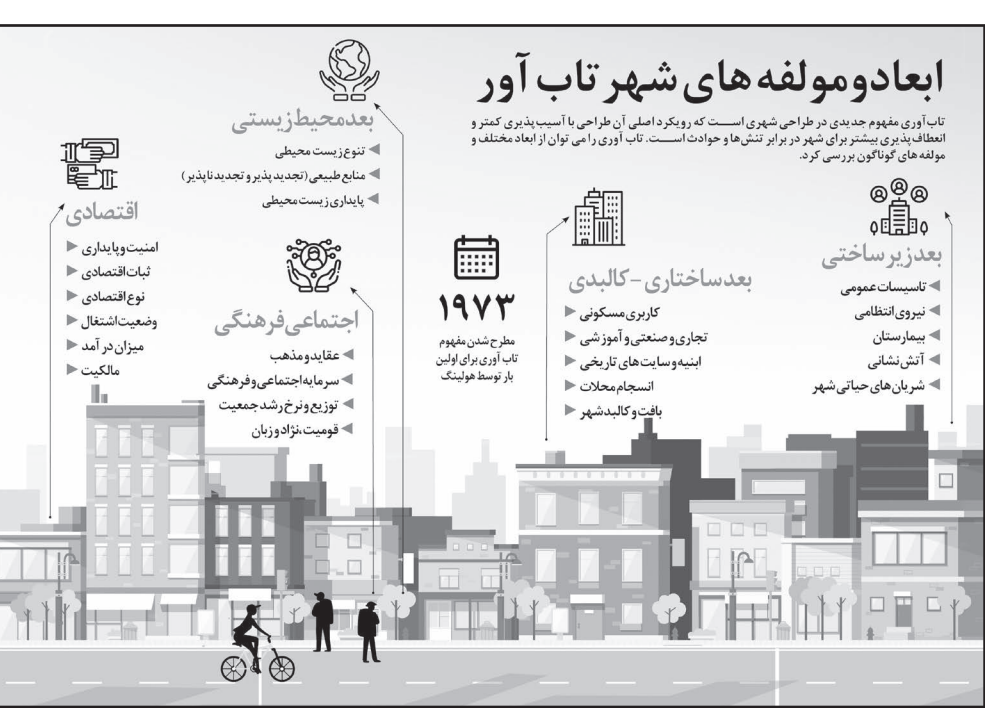 ابعاد و مولفه های شهر تاب آور
تاب‌آوری مفهوم جدیدی در طراحی شهری است که رویکرد اصلی آن طراحی با آسیب‌پذیری کمتر و
انعطاف‌پذیری بیشتر برای شهر در برابر تنش‌ها و حوادث است. تاب آوری را می توان از ابعاد مختلف و
مولفه های گوناگون بررسی کرد.
بعد زیرساختی
تاسیسات عمومی
نیروی انتظامی
بیمارستان
آتش‌نشانی
شریان‌های حیاتی شهر
بعد ساختاری - کالبدی
کاربری مسکونی
تجاری و صنعتی و آموزشی
ابنیه و سایت های تاریخی
انسجام محلات
بافت و کالبد شهر
۱۹۷۳
مطرح شدن مفهوم
تاب آوری برای اولین
بار توسط هولینگ
بعد محیط زیستی
تنوع زیست محیطی
منابع طبیعی (تجدید پذیر و تجدید ناپذیر)
پایداری زیست محیطی
اجتماعی فرهنگی
عقاید و مذهب
سرمایه اجتماعی و فرهنگی
توزیع و نرخ رشد جمعیت
قومیت، نژاد و زبان
اقتصادی
امنیت و پایداری
ثبات اقتصادی
نوع اقتصادی
وضعیت اشتغال
میزان در آمد
مالکیت